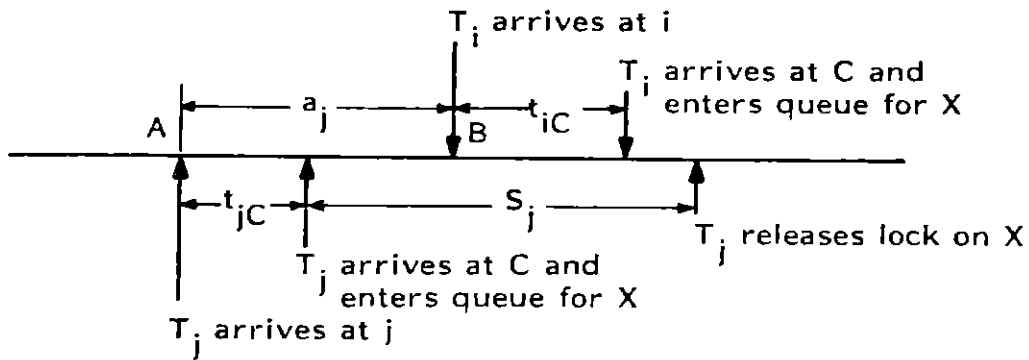 T_i arrives at i
T_i arrives at C and
enters queue for X
a_j
t_iC
A
B
t_jC
S_j
T_j releases lock on X
T_j arrives at C and
enters queue for X
T_j arrives at j